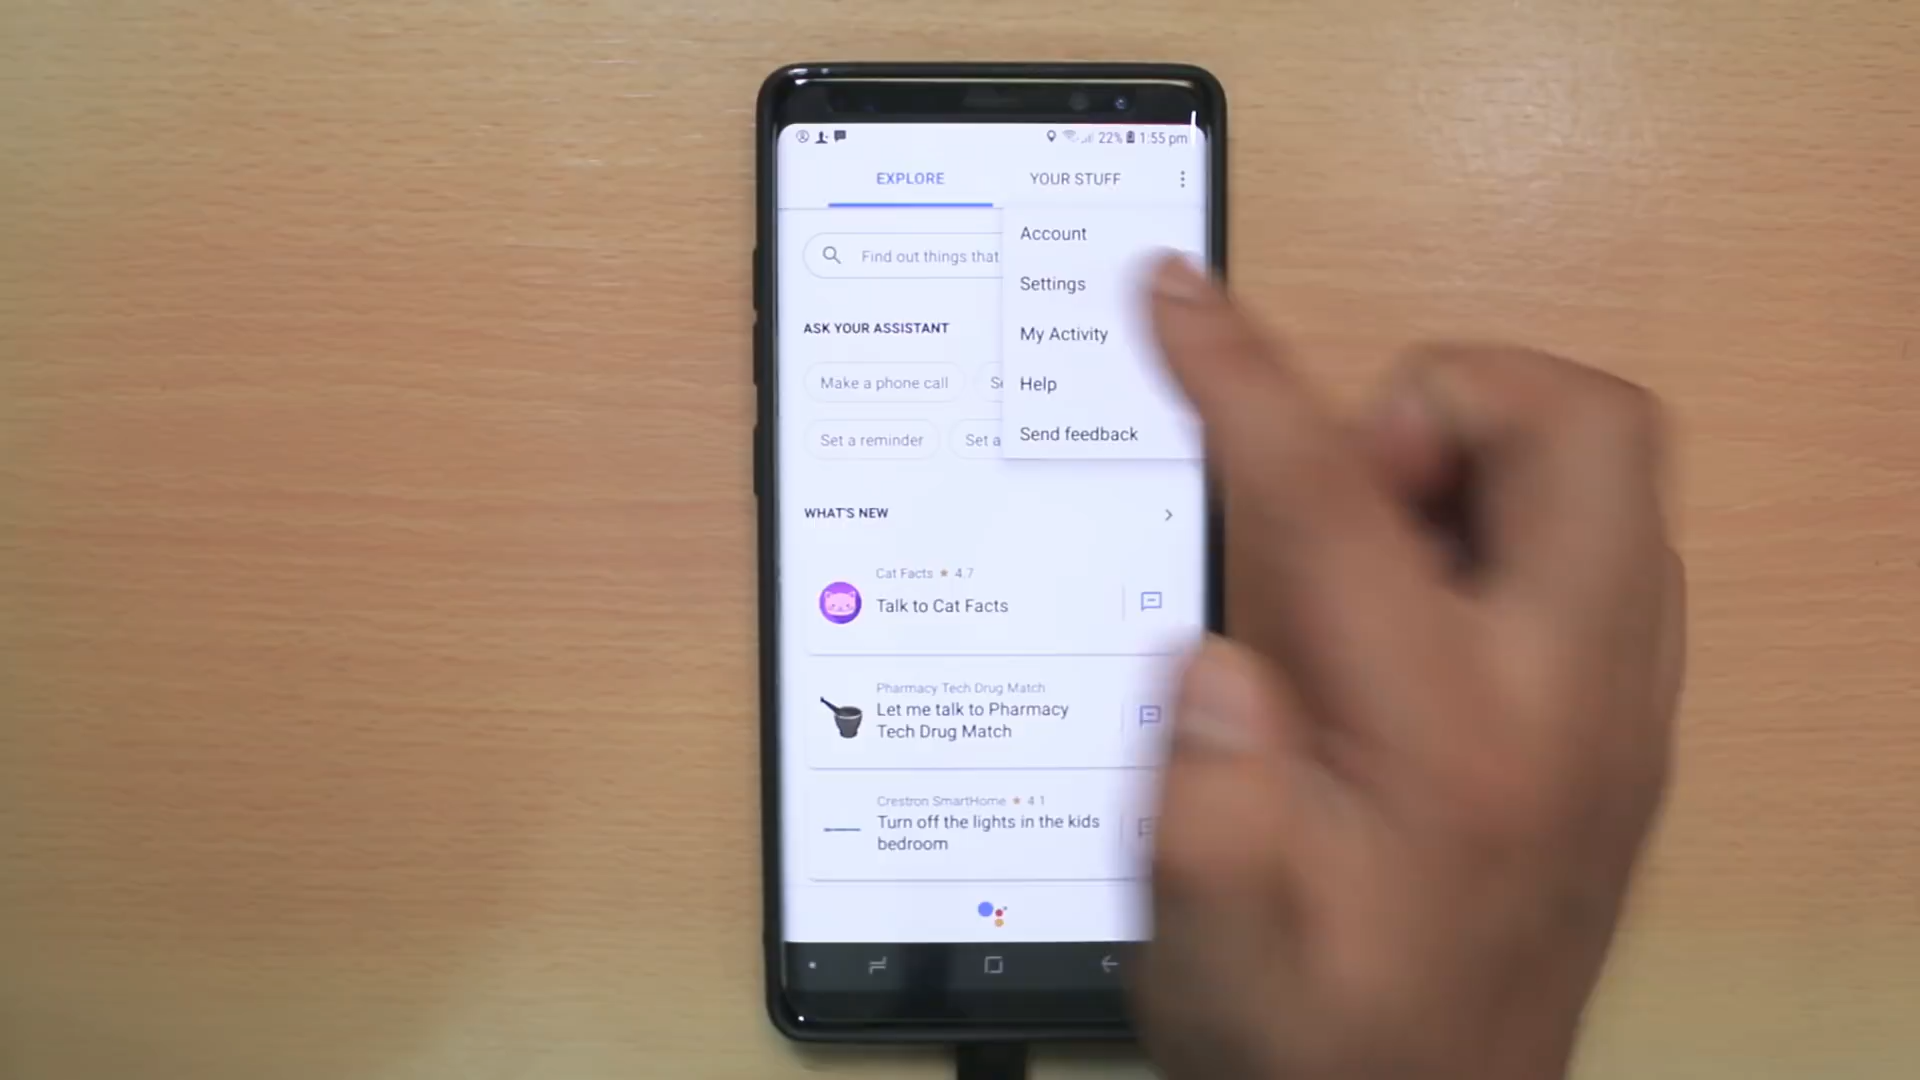 22% 1:55 pm
EXPLORE
YOUR STUFF
Account
Settings
My Activity
Help
Send feedback
Find out things that
ASK YOUR ASSISTANT
Make a phone call
Set a reminder
Set a
WHAT'S NEW
Cat Facts ★ 4.7
Talk to Cat Facts
Pharmacy Tech Drug Match
Let me talk to Pharmacy
Tech Drug Match
Crestron SmartHome ★ 4.1
Turn off the lights in the kids
bedroom